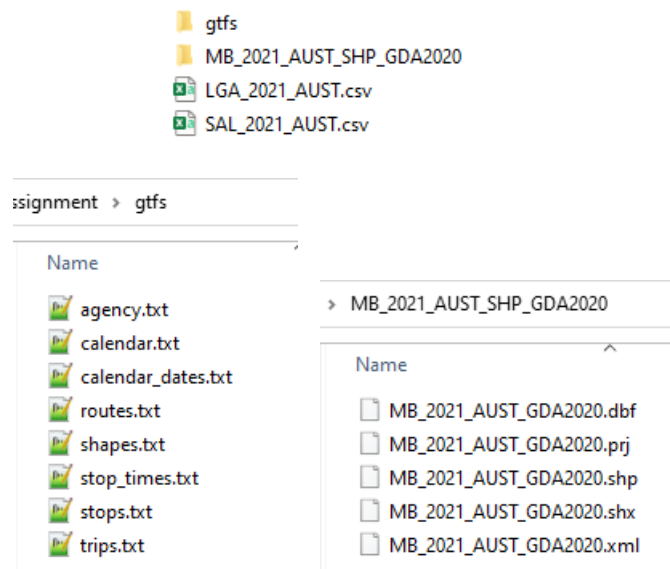 gtfs
MB_2021_AUST_SHP_GDA2020
LGA_2021_AUST.csv
SAL_2021_AUST.csv
ssignment > gtfs
Name
agency.txt
calendar.txt
calendar_dates.txt
routes.txt
shapes.txt
stop_times.txt
stops.txt
trips.txt
> MB_2021_AUST_SHP_GDA2020
Name
MB_2021_AUST_GDA2020.dbf
MB_2021_AUST_GDA2020.prj
MB_2021_AUST_GDA2020.shp
MB_2021_AUST_GDA2020.shx
MB_2021_AUST_GDA2020.xml